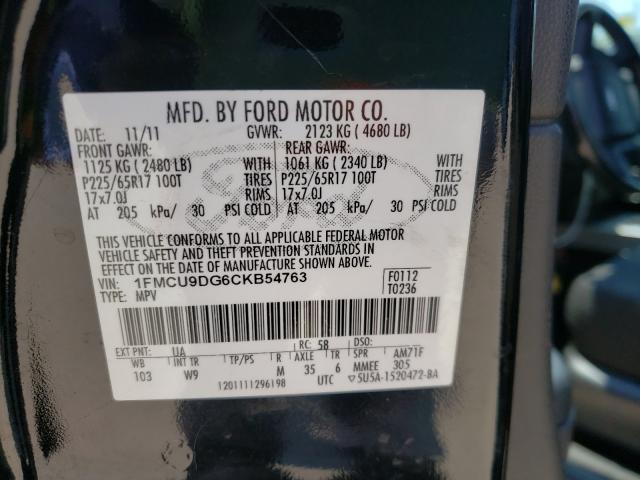 MFD. BY FORD MOTOR CO.
DATE: 11/11 GVWR: 2123 KG ( 4680 LB)
FRONT GAWR: REAR GAWR:
1125 KG ( 2480 LB) WITH 1061 KG ( 2340 LB) WITH
P225/65R17 100T TIRES P225/65R17 100T TIRES
17x7.0J RIMS 17x7.0J RIMS
AT 205 kPa/ 30 PSI COLD AT 205 kPa/ 30 PSI COLD
THIS VEHICLE CONFORMS TO ALL APPLICABLE FEDERAL MOTOR
VEHICLE SAFETY AND THEFT PREVENTION STANDARDS IN
EFFECT ON THE DATE OF MANUFACTURE SHOWN ABOVE.
VIN: 1FMCU9DG6CKB54763 F0112
TYPE: MPV T0236
EXT PNT: UA RC: 58 DSO:
WB INT TR TP/PS R AXLE TR SPR AM71F
103 W9 M 35 6 MMEE 305
1201111296198 UTC 5U5A-1520472-BA
Ford